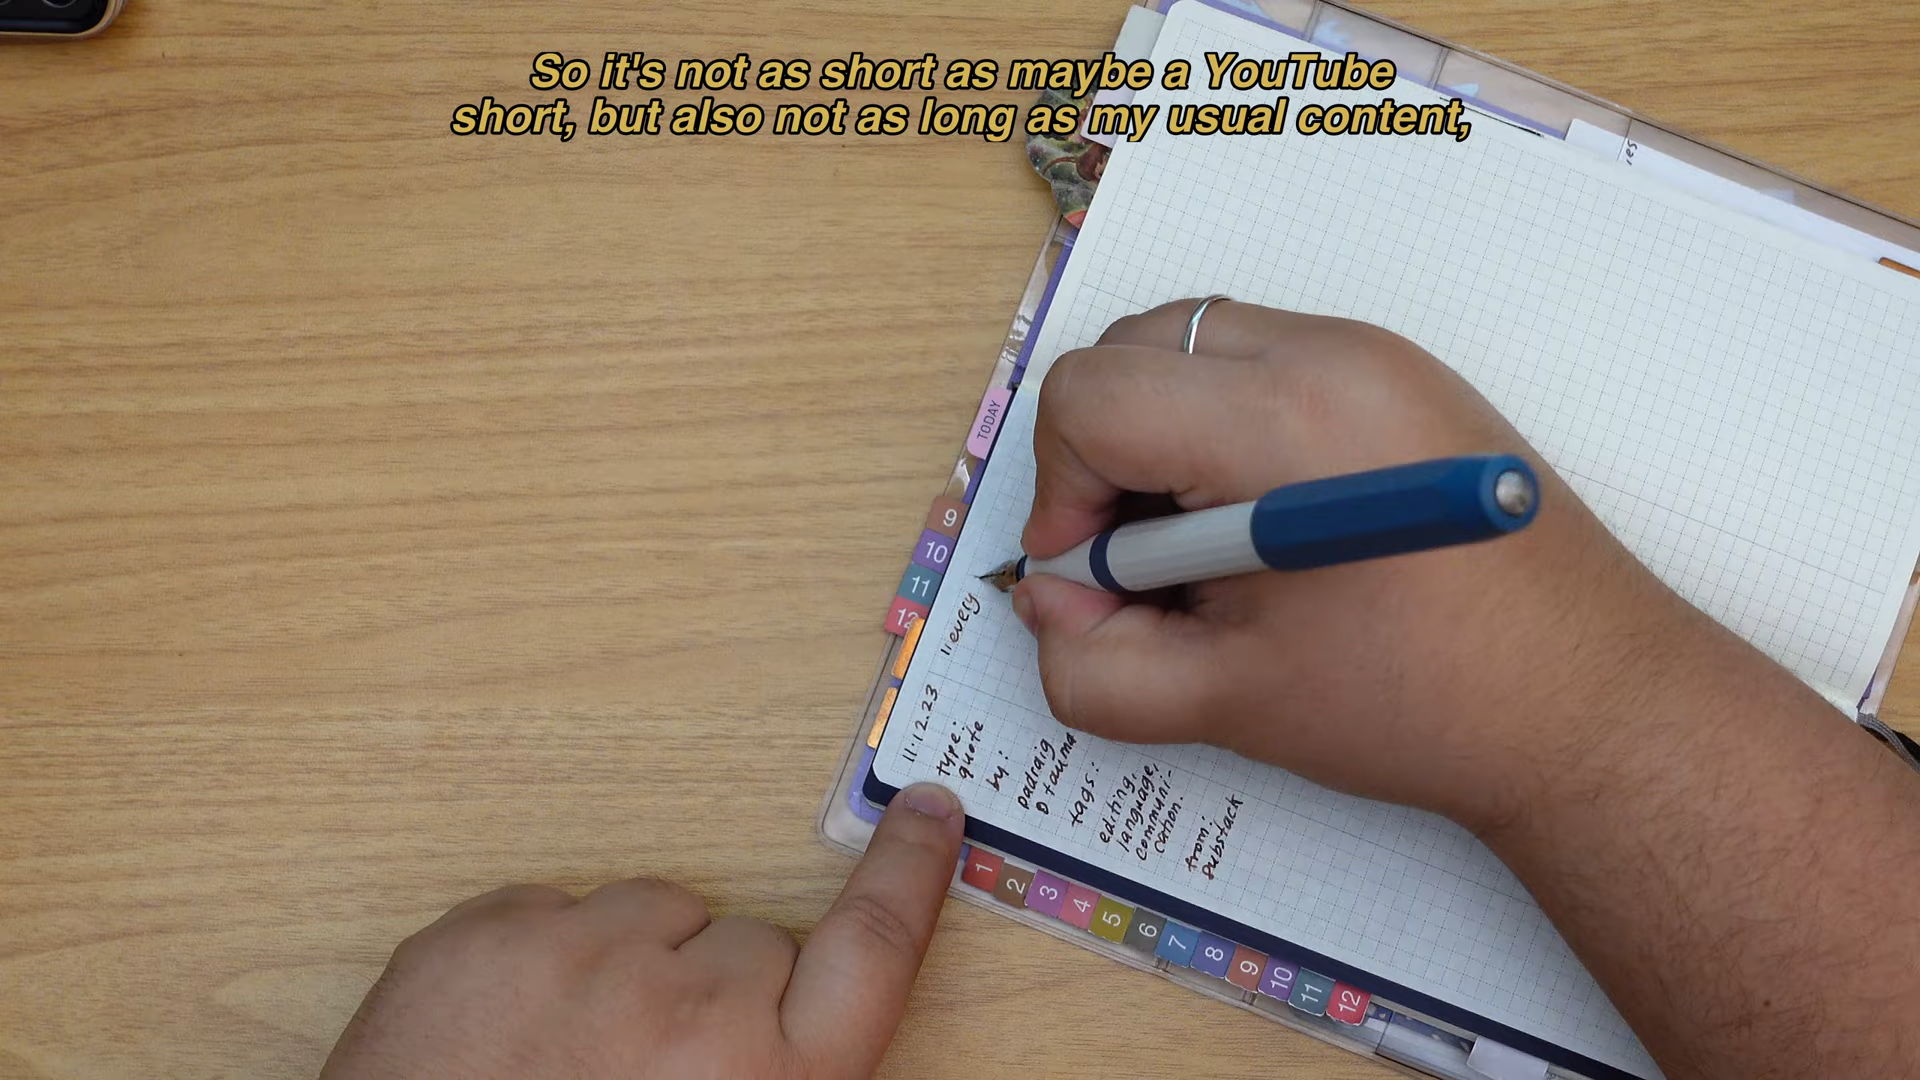 So it's not as short as maybe a YouTube
short, but also not as long as my usual content,
TODAY
9
10
11
12
11.12.23
type:
quote
by:
padraig
O tauma
tags:
editing,
language,
communi-
cation.
from:
substack
"every
1
2
3
4
5
6
7
8
9
10
11
12